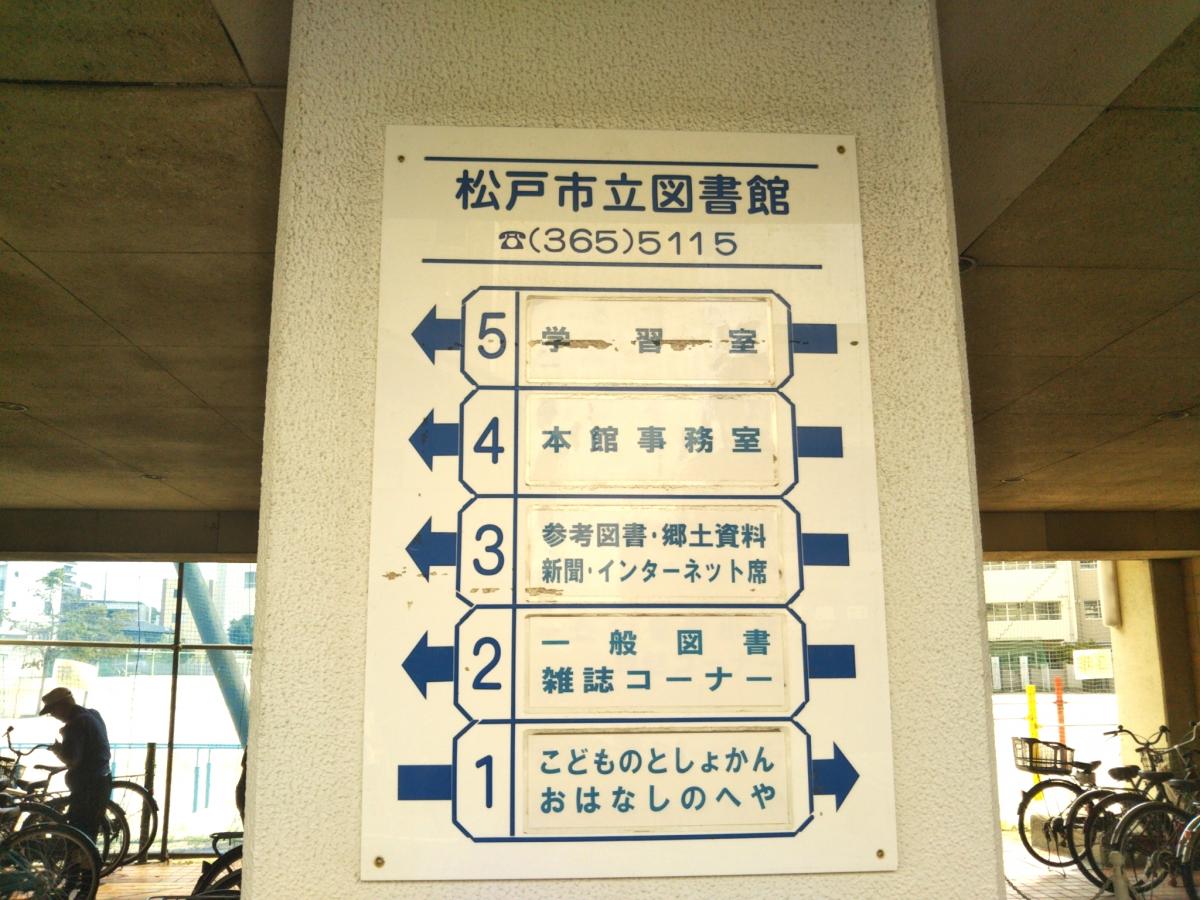 松戸市立図書館
☎(365)5115
5 学習室
4 本館事務室
3 参考図書・郷土資料
新聞・インターネット席
2 一般図書
雑誌コーナー
1 こどものとしょかん
おはなしのへや